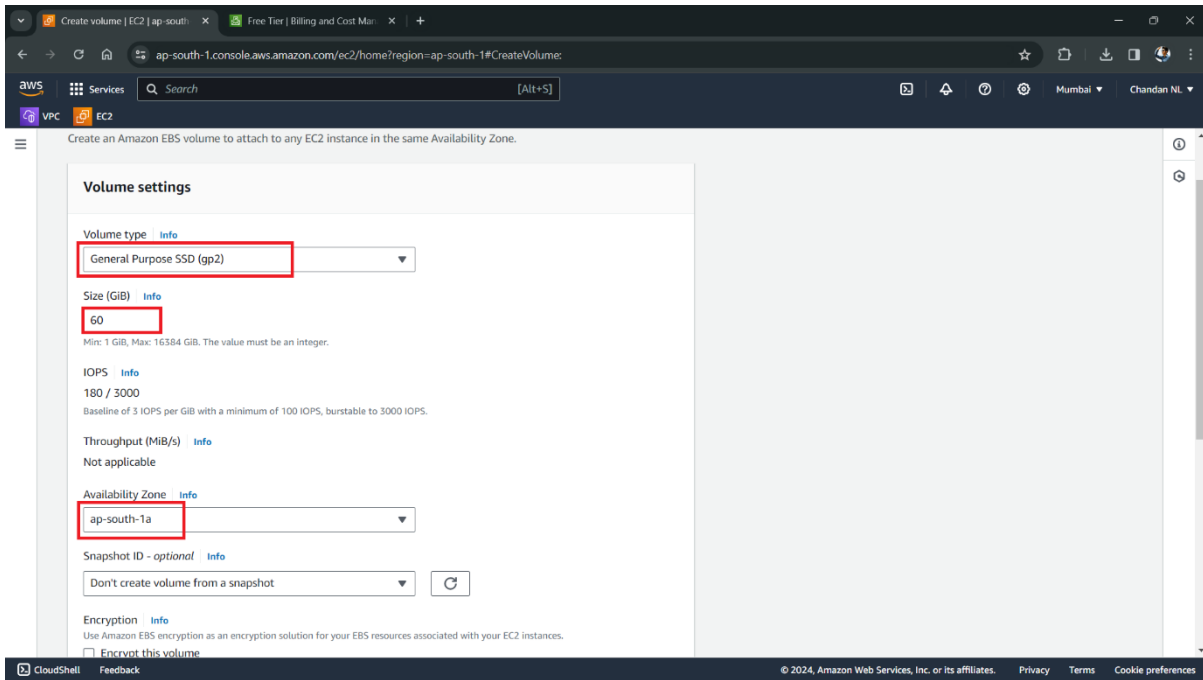 Create volume | EC2 | ap-south
Free Tier | Billing and Cost Man
ap-south-1.console.aws.amazon.com/ec2/home?region=ap-south-1#CreateVolume:
aws
Services
Search
[Alt+S]
Mumbai
Chandan NL
VPC
EC2
Create an Amazon EBS volume to attach to any EC2 instance in the same Availability Zone.
Volume settings
Volume type Info
General Purpose SSD (gp2)
Size (GiB) Info
60
Min: 1 GiB, Max: 16384 GiB. The value must be an integer.
IOPS Info
180 / 3000
Baseline of 3 IOPS per GiB with a minimum of 100 IOPS, burstable to 3000 IOPS.
Throughput (MiB/s) Info
Not applicable
Availability Zone Info
ap-south-1a
Snapshot ID - optional Info
Don't create volume from a snapshot
Encryption Info
Use Amazon EBS encryption as an encryption solution for your EBS resources associated with your EC2 instances.
Encrypt this volume
CloudShell Feedback
© 2024, Amazon Web Services, Inc. or its affiliates. Privacy Terms Cookie preferences